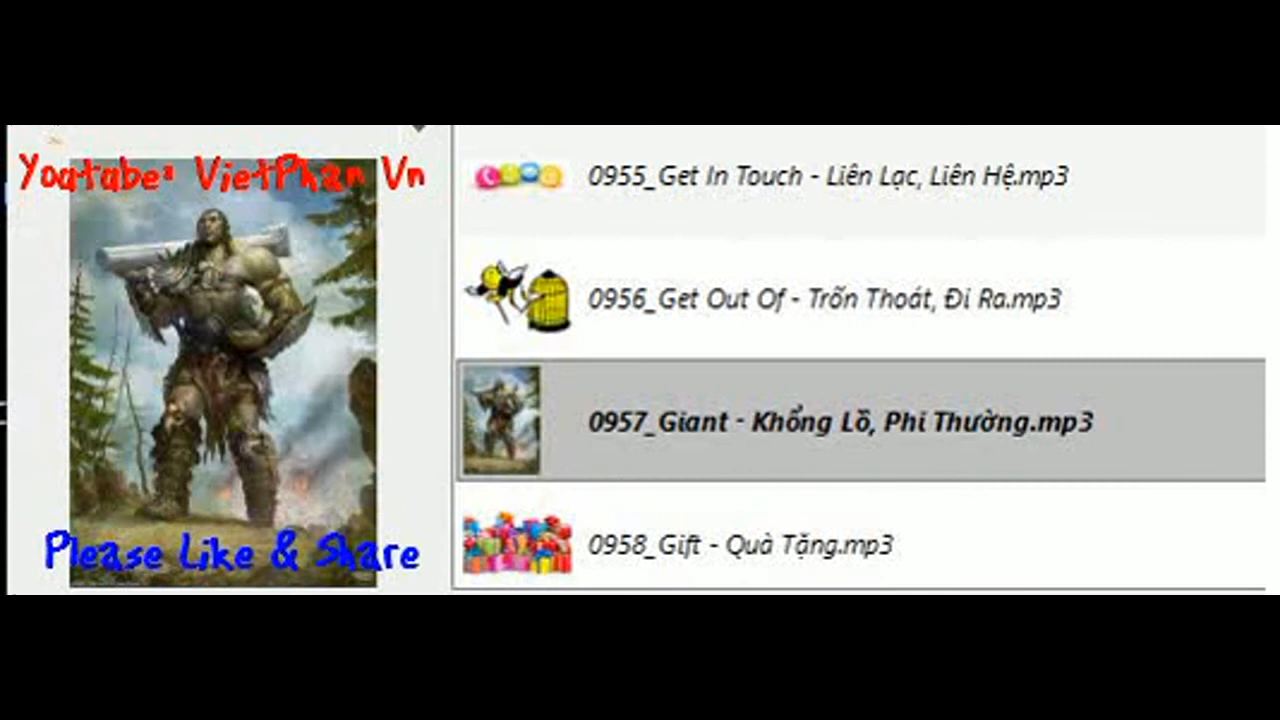 Youtube: VietPhan Vn
Please Like & Share
0955_Get In Touch - Liên Lạc, Liên Hệ.mp3
0956_Get Out Of - Trốn Thoát, Đi Ra.mp3
0957_Giant - Khổng Lồ, Phi Thường.mp3
0958_Gift - Quà Tặng.mp3